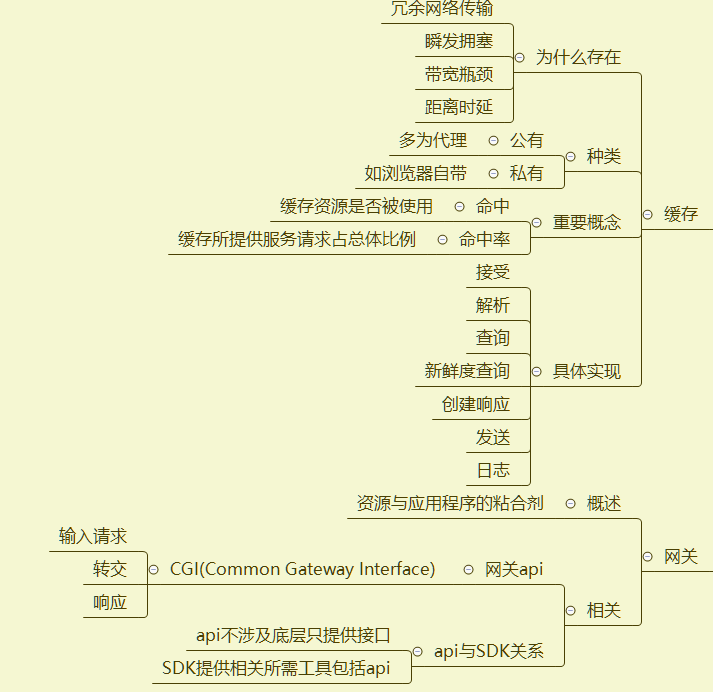 冗余网络传输
瞬发拥塞
为什么存在
带宽瓶颈
距离时延
多为代理 公有
种类
如浏览器自带 私有
缓存资源是否被使用 命中
缓存
重要概念
缓存所提供服务请求占总体比例 命中率
接受
解析
查询
新鲜度查询 具体实现
创建响应
发送
日志
资源与应用程序的粘合剂 概述
输入请求
网关
转交 CGI(Common Gateway Interface) 网关api
响应
相关
api不涉及底层只提供接口
api与SDK关系
SDK提供相关所需工具包括api